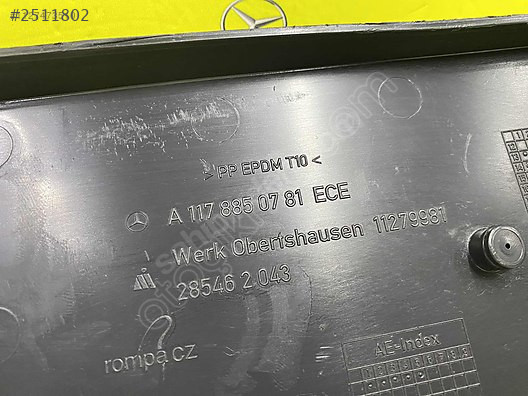 #2511802
>PP EPDM T10<
A 117 885 07 81 ECE
Werk Obertshausen 11279981
28546 2.043
rompa.cz
AE-Index